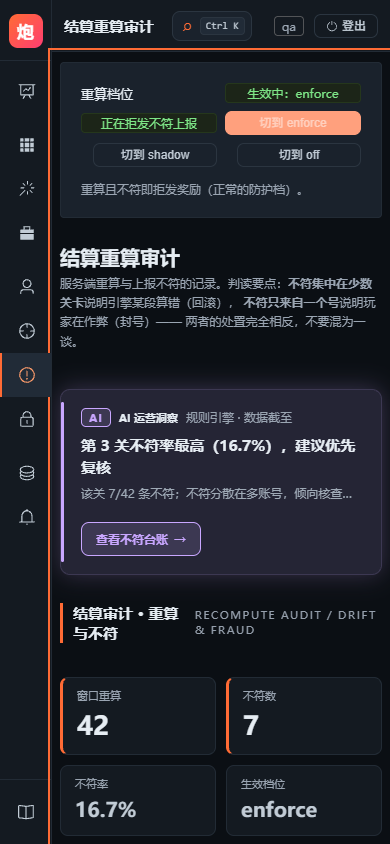 炮
结算重算审计
Ctrl K
qa
登出
重算档位
生效中：enforce
正在拒发不符上报
切到 enforce
切到 shadow
切到 off
重算且不符即拒发奖励（正常的防护档）。
结算重算审计
服务端重算与上报不符的记录。判读要点：不符集中在少数
关卡说明引擎某段算错（回滚），不符只来自一个号说明玩
家在作弊（封号）—— 两者的处置完全相反，不要混为一
谈。
AI
AI 运营洞察
规则引擎 · 数据截至
第 3 关不符率最高（16.7%），建议优先
复核
该关 7/42 条不符；不符分散在多账号，倾向核查...
查看不符台账 →
结算审计 · 重算
与不符
RECOMPUTE AUDIT / DRIFT
& FRAUD
窗口重算
42
不符数
7
不符率
16.7%
生效档位
enforce